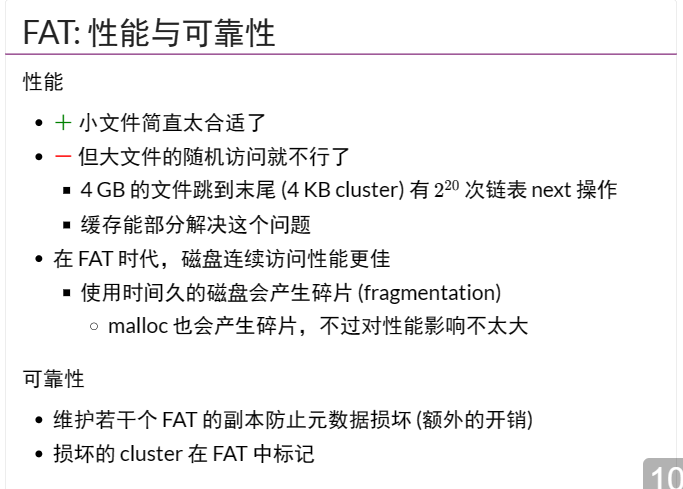 FAT: 性能与可靠性
性能
• + 小文件简直太合适了
• − 但大文件的随机访问就不行了
▪ 4 GB 的文件跳到末尾 (4 KB cluster) 有 2^20 次链表 next 操作
▪ 缓存能部分解决这个问题
• 在 FAT 时代，磁盘连续访问性能更佳
▪ 使用时间久的磁盘会产生碎片 (fragmentation)
○ malloc 也会产生碎片，不过对性能影响不太大
可靠性
• 维护若干个 FAT 的副本防止元数据损坏 (额外的开销)
• 损坏的 cluster 在 FAT 中标记
10